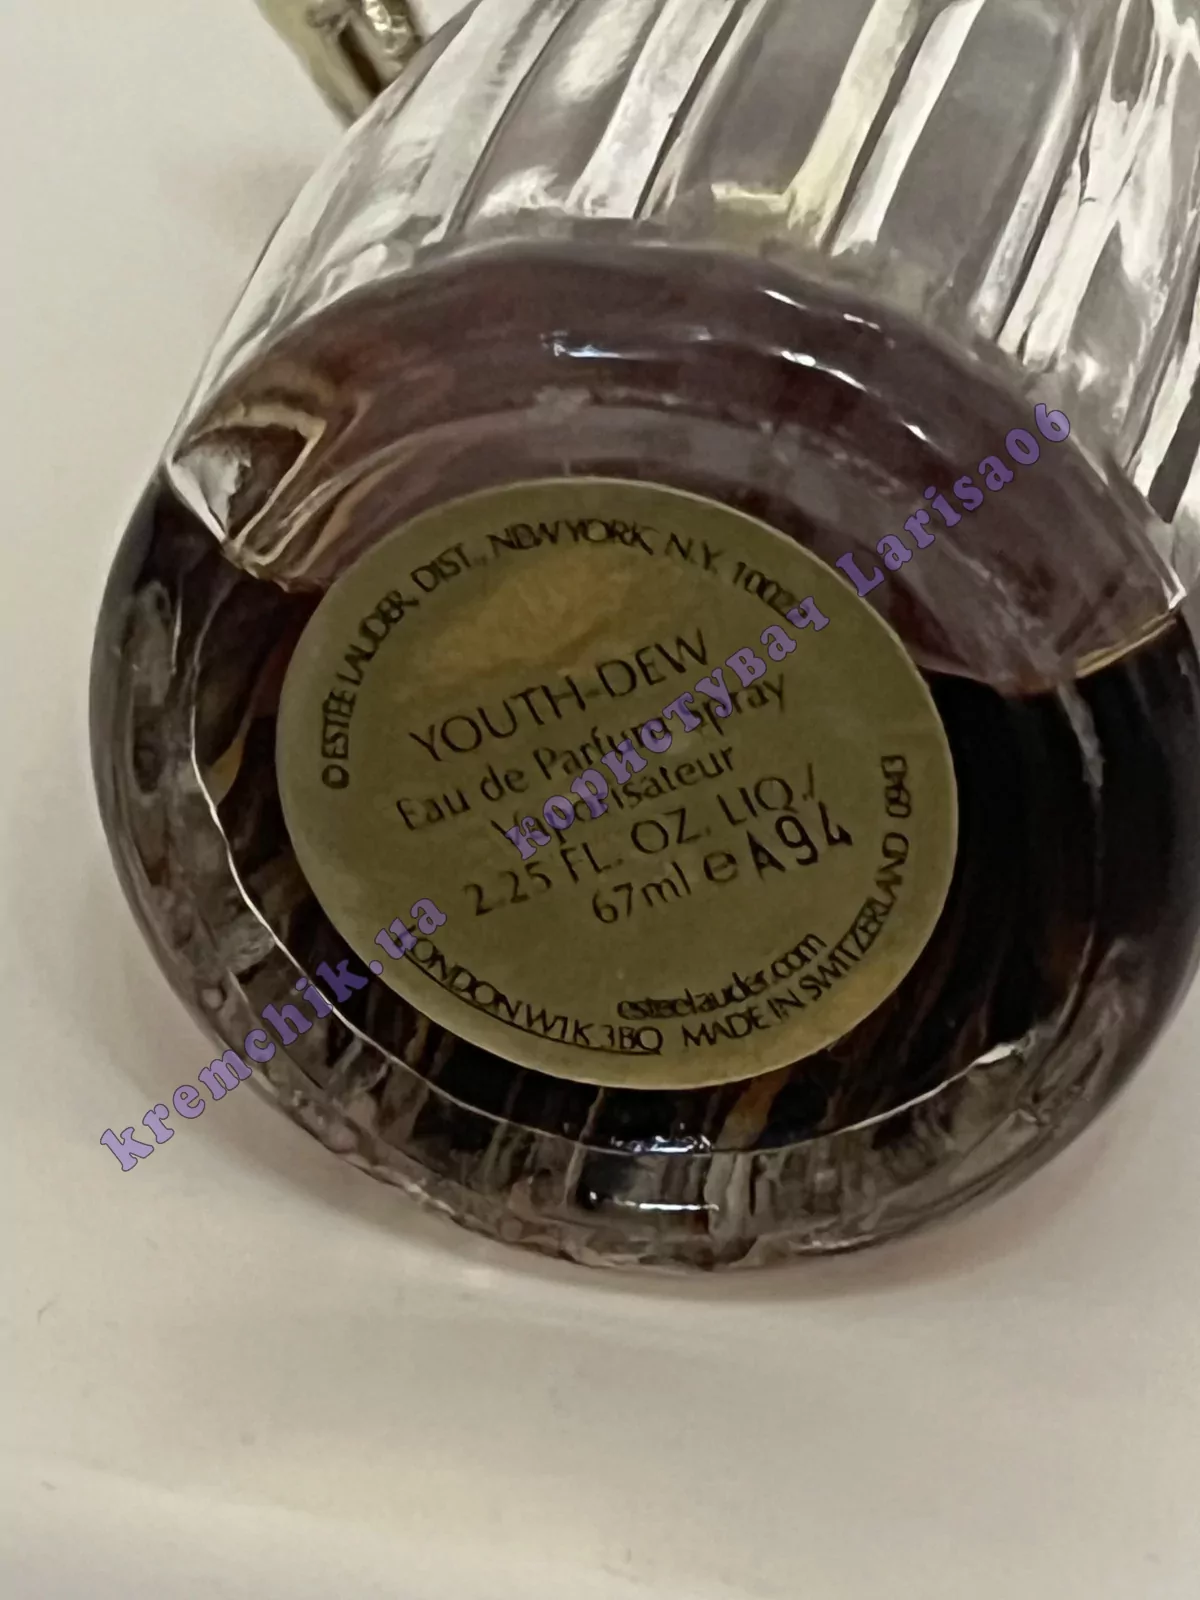 © ESTEE LAUDER DIST., NEW YORK, N.Y. 10022
YOUTH-DEW
Eau de Parfum Spray
Vaporisateur
2.25 FL. OZ. LIQ./
67ml e A94
esteelauder.com
LONDON W1K 3BQ MADE IN SWITZERLAND 0943
kremchik.ua користувач Larisa06